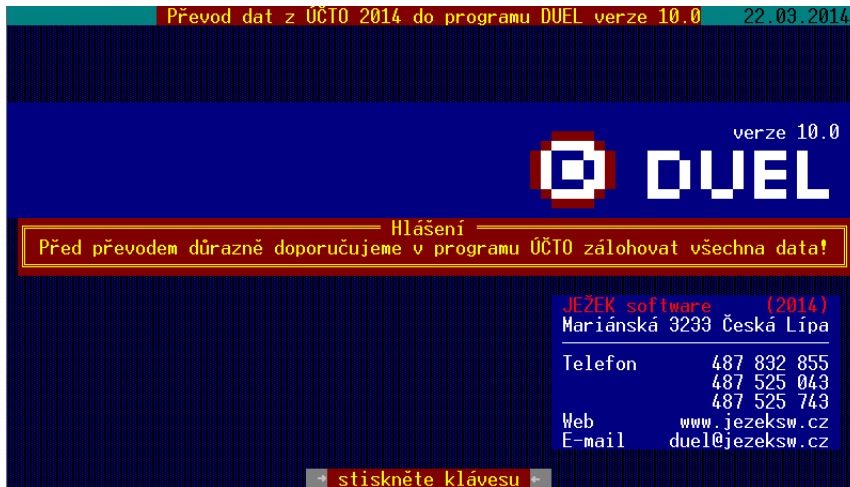 Převod dat z ÚČTO 2014 do programu DUEL verze 10.0 22.03.2014
verze 10.0
DUEL
Hlášení
Před převodem důrazně doporučujeme v programu ÚČTO zálohovat všechna data!
JEŽEK software (2014)
Mariánská 3233 Česká Lípa
Telefon 487 832 855
487 525 043
487 525 743
Web www.jezeksw.cz
E-mail duel@jezeksw.cz
→ stiskněte klávesu ←